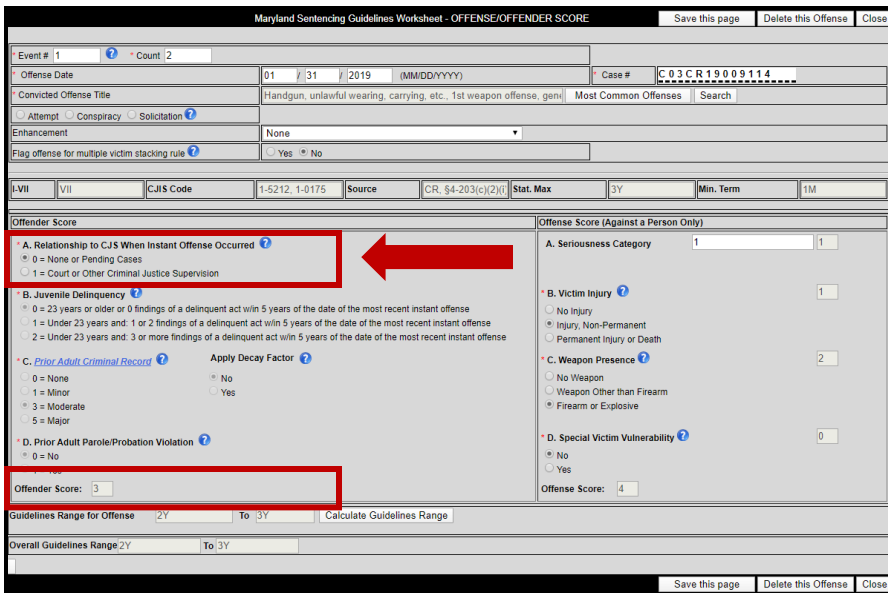 Maryland Sentencing Guidelines Worksheet - OFFENSE/OFFENDER SCORE Save this page Delete this Offense Close
* Event # 1 ? * Count 2
* Offense Date 01 / 31 / 2019 (MM/DD/YYYY) * Case # C03CR19009114
* Convicted Offense Title Handgun, unlawful wearing, carrying, etc., 1st weapon offense, gene Most Common Offenses Search
Attempt Conspiracy Solicitation ?
Enhancement None
Flag offense for multiple victim stacking rule ? Yes No
I-VII VII CJIS Code 1-5212, 1-0175 Source CR, §4-203(c)(2)(i) Stat. Max 3Y Min. Term 1M
Offender Score Offense Score (Against a Person Only)
* A. Relationship to CJS When Instant Offense Occurred ?
0 = None or Pending Cases
1 = Court or Other Criminal Justice Supervision
* B. Juvenile Delinquency ?
0 = 23 years or older or 0 findings of a delinquent act w/in 5 years of the date of the most recent instant offense
1 = Under 23 years and: 1 or 2 findings of a delinquent act w/in 5 years of the date of the most recent instant offense
2 = Under 23 years and: 3 or more findings of a delinquent act w/in 5 years of the date of the most recent instant offense
* C. Prior Adult Criminal Record ? Apply Decay Factor ?
0 = None No
1 = Minor Yes
3 = Moderate
5 = Major
* D. Prior Adult Parole/Probation Violation ?
0 = No
Offender Score: 3
A. Seriousness Category 1 1
* B. Victim Injury ? 1
No Injury
Injury, Non-Permanent
Permanent Injury or Death
* C. Weapon Presence ? 2
No Weapon
Weapon Other than Firearm
Firearm or Explosive
* D. Special Victim Vulnerability ? 0
No
Yes
Offense Score: 4
Guidelines Range for Offense 2Y To 3Y Calculate Guidelines Range
Overall Guidelines Range 2Y To 3Y
Save this page Delete this Offense Close